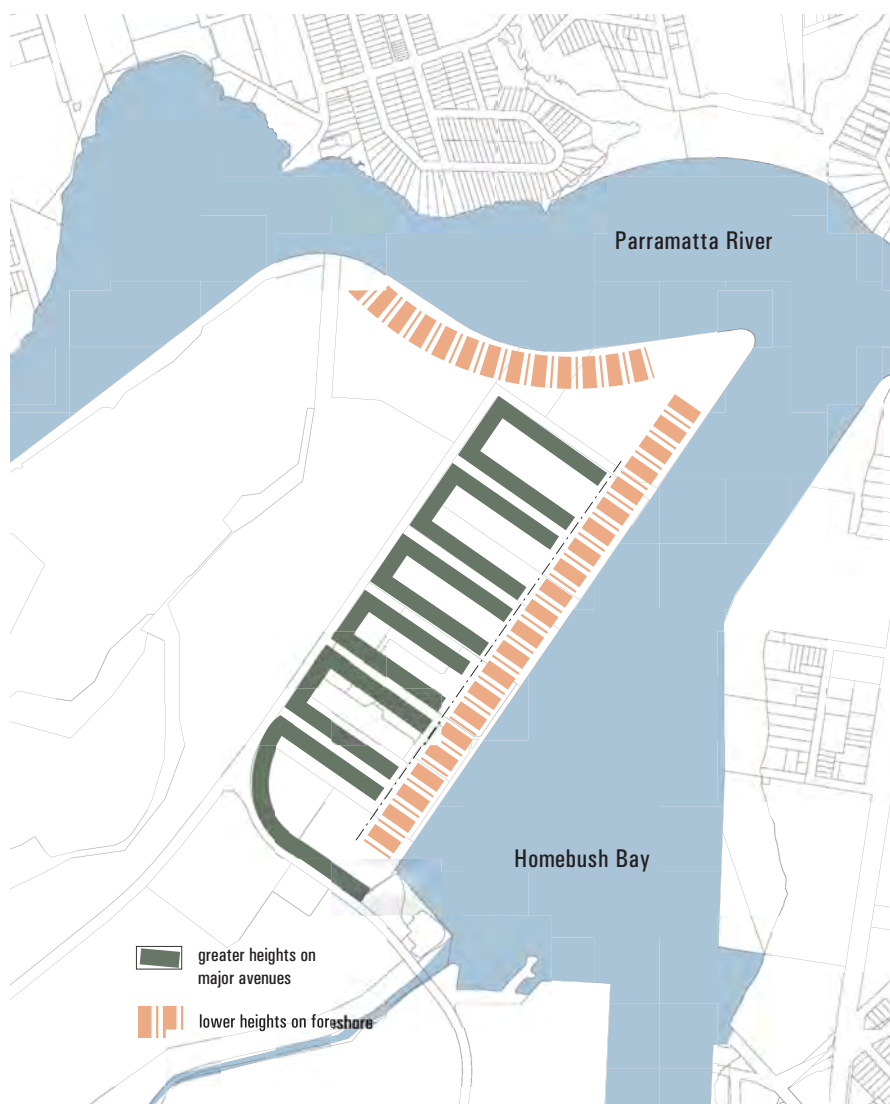 Parramatta River
Homebush Bay
greater heights on
major avenues
lower heights on foreshore